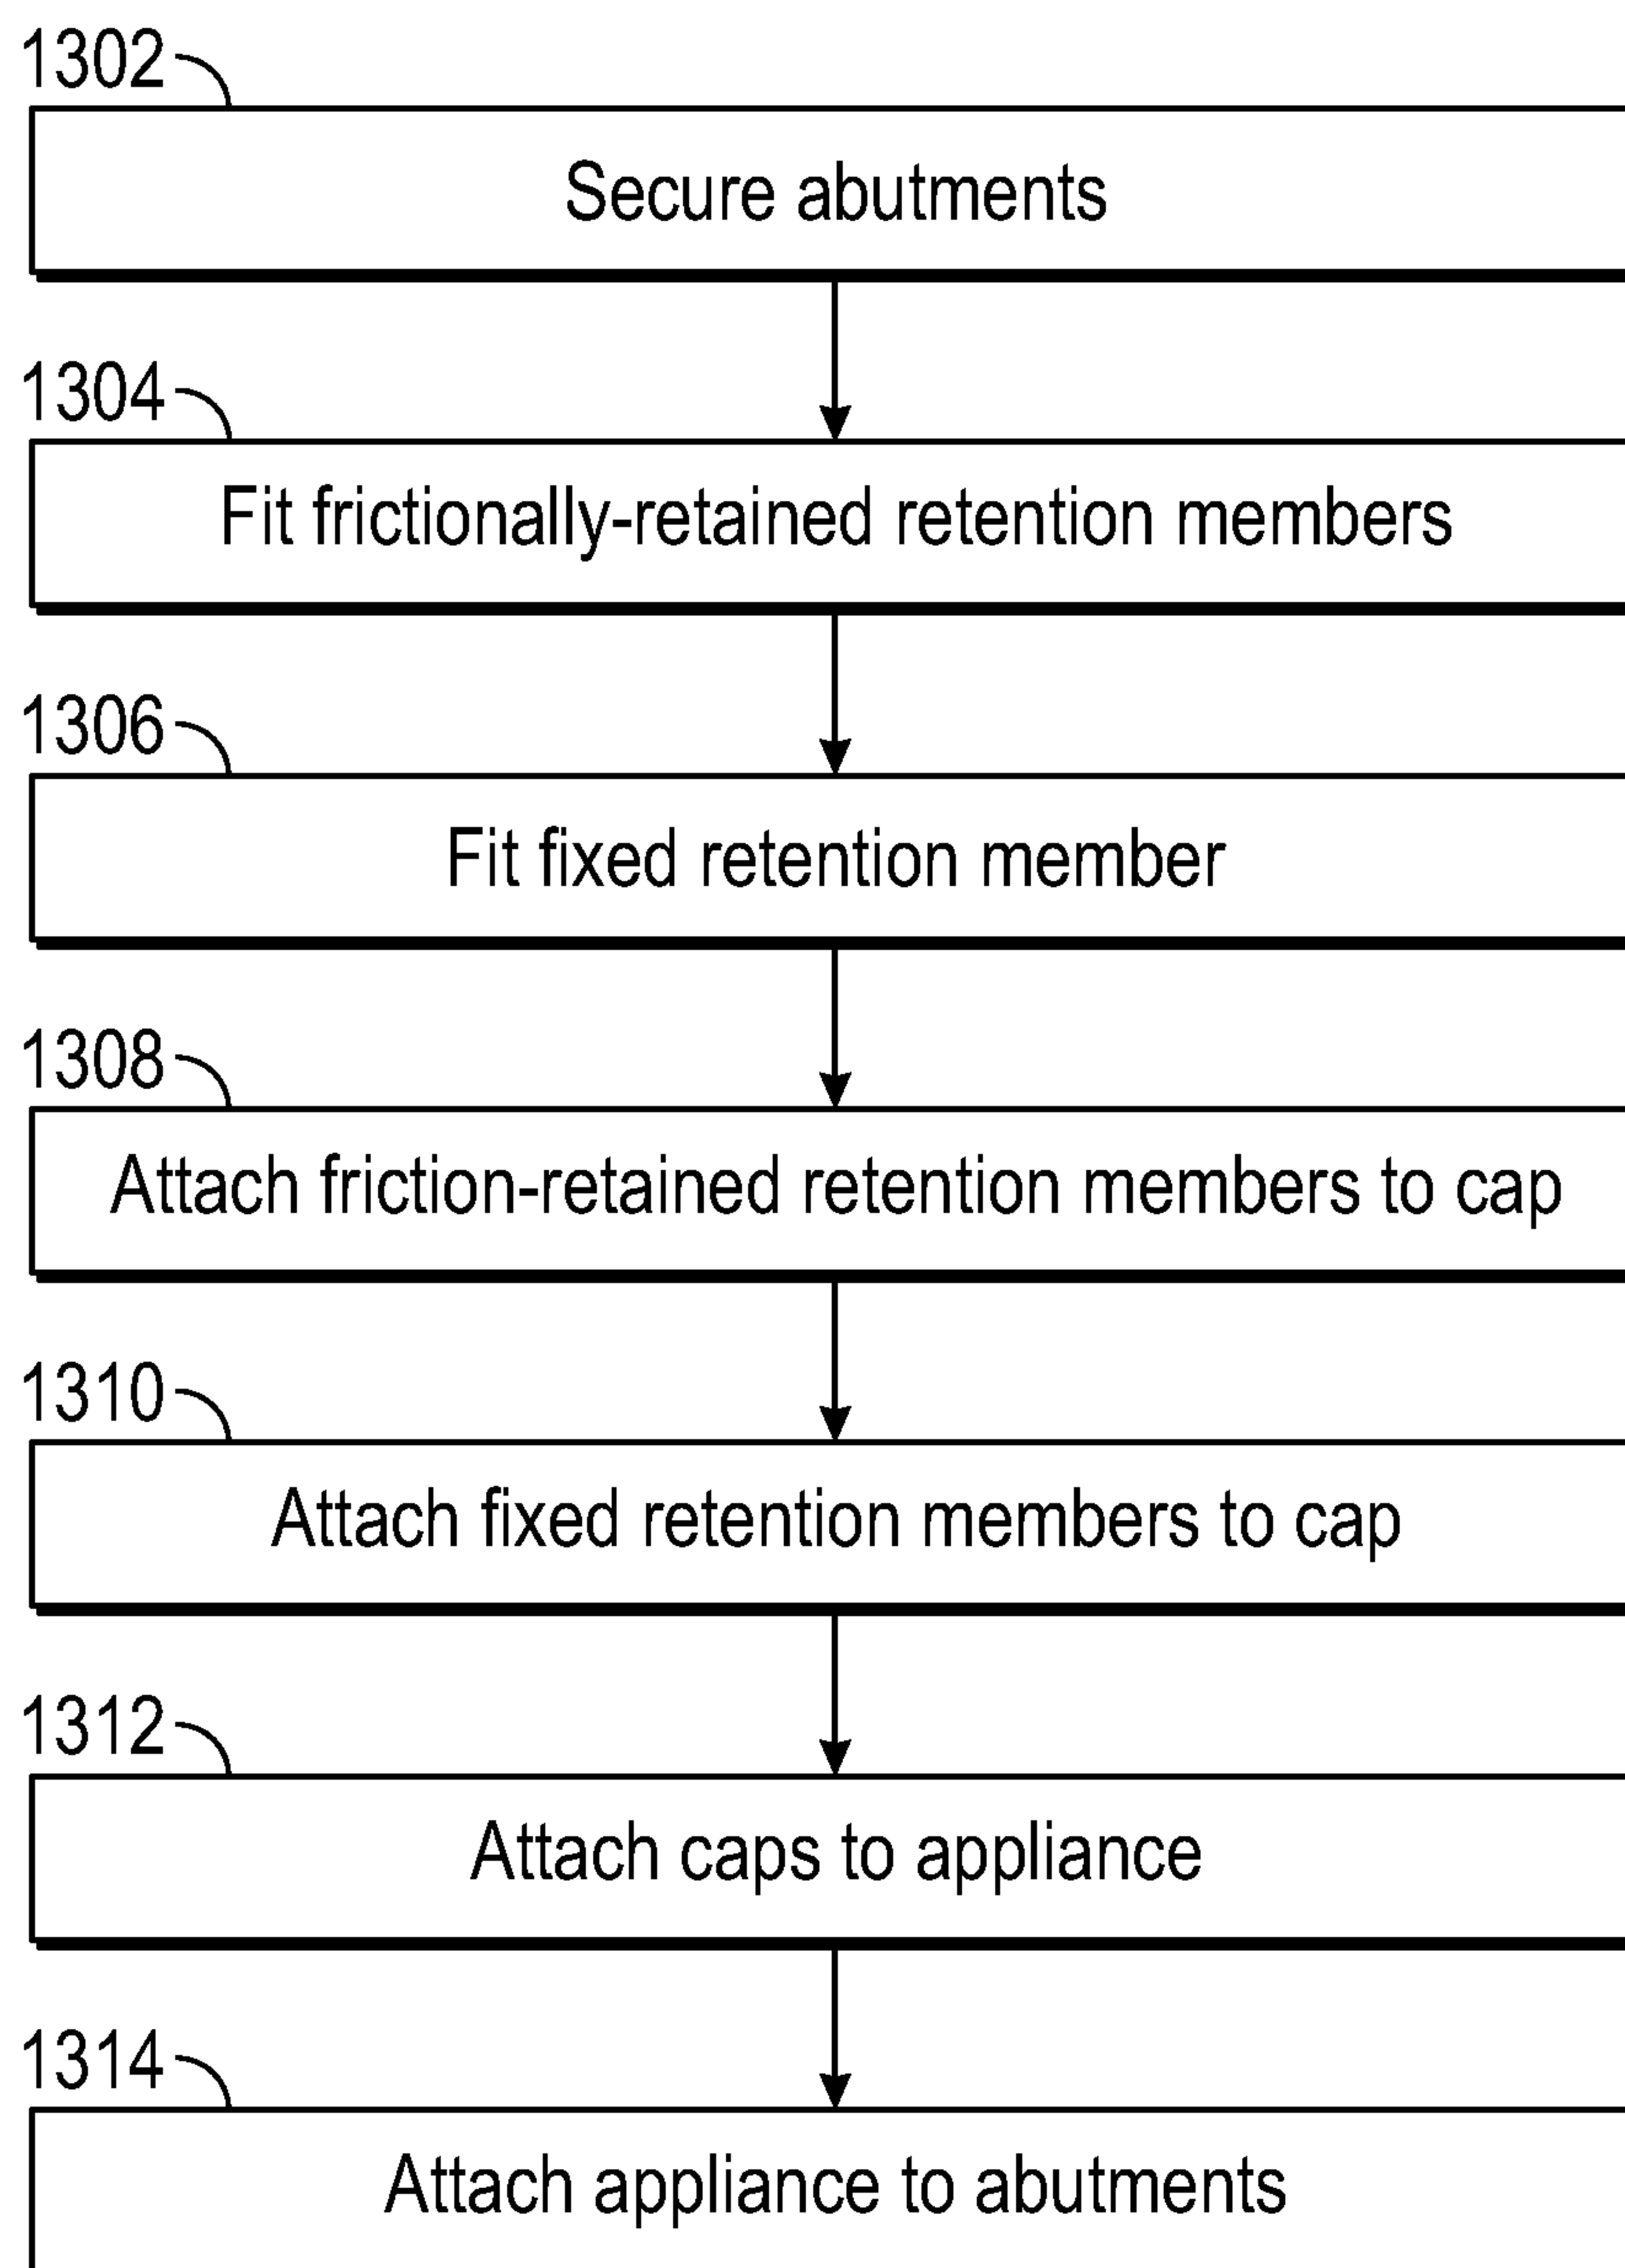 1302
Secure abutments
1304
Fit frictionally-retained retention members
1306
Fit fixed retention member
1308
Attach friction-retained retention members to cap
1310
Attach fixed retention members to cap
1312
Attach caps to appliance
1314
Attach appliance to abutments